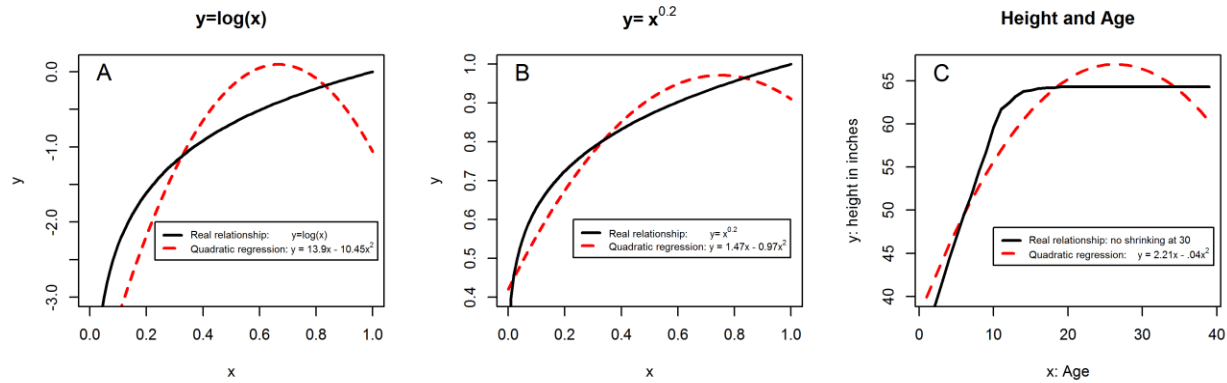 y=log(x)
A
0.0
-1.0
-2.0
-3.0
y
Real relationship: y=log(x)
Quadratic regression: y = 13.9x - 10.45x²
0.0 0.2 0.4 0.6 0.8 1.0
x
y= x^0.2
B
1.0
0.9
0.8
0.7
0.6
0.5
0.4
y
Real relationship: y= x^0.2
Quadratic regression: y = 1.47x - 0.97x²
0.0 0.2 0.4 0.6 0.8 1.0
x
Height and Age
C
65
60
55
50
45
40
y: height in inches
Real relationship: no shrinking at 30
Quadratic regression: y = 2.21x - .04x²
0 10 20 30 40
x: Age